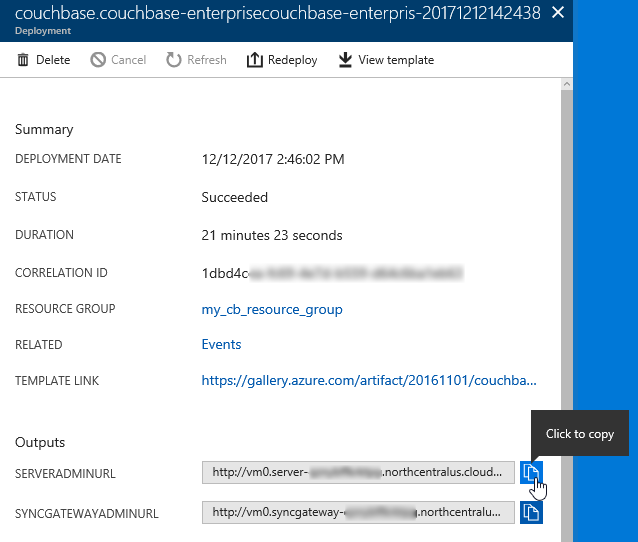 couchbase.couchbase-enterprisecouchbase-enterpris-20171212142438
Deployment
Delete Cancel Refresh Redeploy View template
Summary
DEPLOYMENT DATE 12/12/2017 2:46:02 PM
STATUS Succeeded
DURATION 21 minutes 23 seconds
CORRELATION ID 1dbd4c
RESOURCE GROUP my_cb_resource_group
RELATED Events
TEMPLATE LINK https://gallery.azure.com/artifact/20161101/couchba...
Click to copy
Outputs
SERVERADMINURL http://vm0.server- .northcentralus.cloud...
SYNCGATEWAYADMINURL http://vm0.syncgateway- .northcentralu...